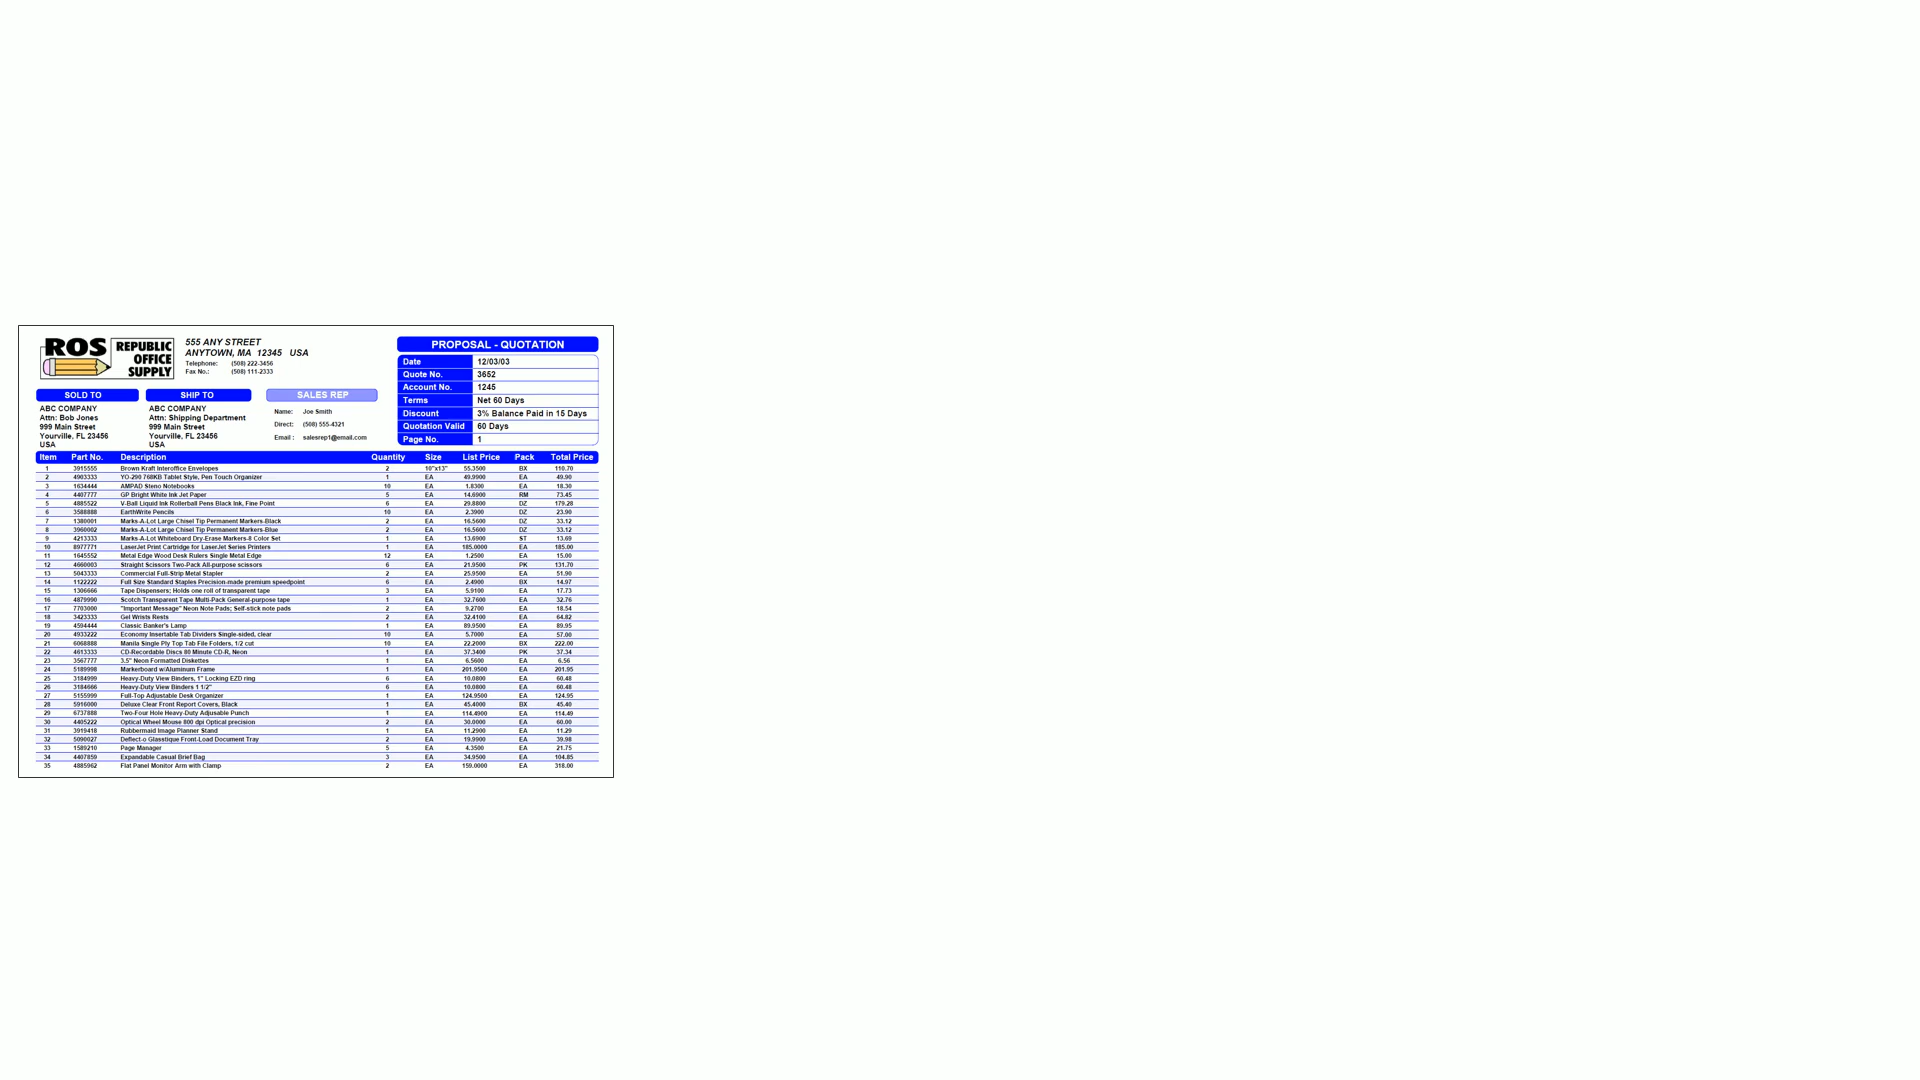 ROS REPUBLIC OFFICE SUPPLY
555 ANY STREET
ANYTOWN, MA 12345 USA
Telephone: (508) 222-3456
Fax No.: (508) 111-2333
PROPOSAL - QUOTATION
Date 12/03/03
Quote No. 3652
Account No. 1245
Terms Net 60 Days
Discount 3% Balance Paid in 15 Days
Quotation Valid 60 Days
Page No. 1
SOLD TO
ABC COMPANY
Attn: Bob Jones
999 Main Street
Yourville, FL 23456
USA
SHIP TO
ABC COMPANY
Attn: Shipping Department
999 Main Street
Yourville, FL 23456
USA
SALES REP
Name: Joe Smith
Direct: (508) 555-4321
Email : salesrep1@email.com
Item Part No. Description Quantity Size List Price Pack Total Price
1 3915555 Brown Kraft Interoffice Envelopes 2 10"x13" 55.3500 BX 110.70
2 4903333 YO-290 768KB Tablet Style, Pen Touch Organizer 1 EA 49.9900 EA 49.90
3 1634444 AMPAD Steno Notebooks 10 EA 1.8300 EA 18.30
4 4407777 GP Bright White Ink Jet Paper 5 EA 14.6900 RM 73.45
5 4885522 V-Ball Liquid Ink Rollerball Pens Black Ink, Fine Point 6 EA 29.8800 DZ 179.28
6 3588888 EarthWrite Pencils 10 EA 2.3900 DZ 23.90
7 1380001 Marks-A-Lot Large Chisel Tip Permanent Markers-Black 2 EA 16.5600 DZ 33.12
8 3960002 Marks-A-Lot Large Chisel Tip Permanent Markers-Blue 2 EA 16.5600 DZ 33.12
9 4213333 Marks-A-Lot Whiteboard Dry-Erase Markers-8 Color Set 1 EA 13.6900 ST 13.69
10 8977771 LaserJet Print Cartridge for LaserJet Series Printers 1 EA 185.0000 EA 185.00
11 1645552 Metal Edge Wood Desk Rulers Single Metal Edge 12 EA 1.2500 EA 15.00
12 4660003 Straight Scissors Two-Pack All-purpose scissors 6 EA 21.9500 PK 131.70
13 5043333 Commercial Full-Strip Metal Stapler 2 EA 25.9500 EA 51.90
14 1122222 Full Size Standard Staples Precision-made premium speedpoint 6 EA 2.4900 BX 14.97
15 1306666 Tape Dispensers; Holds one roll of transparent tape 3 EA 5.9100 EA 17.73
16 4879990 Scotch Transparent Tape Multi-Pack General-purpose tape 1 EA 32.7600 EA 32.76
17 7703000 "Important Message" Neon Note Pads; Self-stick note pads 2 EA 9.2700 EA 18.54
18 3423333 Gel Wrists Rests 2 EA 32.4100 EA 64.82
19 4594444 Classic Banker's Lamp 1 EA 89.9500 EA 89.95
20 4933222 Economy Insertable Tab Dividers Single-sided, clear 10 EA 5.7000 EA 57.00
21 6068888 Manila Single Ply Top Tab File Folders, 1/2 cut 10 EA 22.2000 BX 222.00
22 4613333 CD-Recordable Discs 80 Minute CD-R, Neon 1 EA 37.3400 PK 37.34
23 3567777 3.5" Neon Formatted Diskettes 1 EA 6.5600 EA 6.56
24 5189998 Markerboard w/Aluminum Frame 1 EA 201.9500 EA 201.95
25 3184999 Heavy-Duty View Binders, 1" Locking EZD ring 6 EA 10.0800 EA 60.48
26 3184666 Heavy-Duty View Binders 1 1/2" 6 EA 10.0800 EA 60.48
27 5155999 Full-Top Adjustable Desk Organizer 1 EA 124.9500 EA 124.95
28 5916000 Deluxe Clear Front Report Covers, Black 1 EA 45.4000 BX 45.40
29 6737888 Two-Four Hole Heavy-Duty Adjusable Punch 1 EA 114.4900 EA 114.49
30 4405222 Optical Wheel Mouse 800 dpi Optical precision 2 EA 30.0000 EA 60.00
31 3919418 Rubbermaid Image Planner Stand 1 EA 11.2900 EA 11.29
32 5090027 Deflect-o Glasstique Front-Load Document Tray 2 EA 19.9900 EA 39.98
33 1589210 Page Manager 5 EA 4.3500 EA 21.75
34 4407859 Expandable Casual Brief Bag 3 EA 34.9500 EA 104.85
35 4885962 Flat Panel Monitor Arm with Clamp 2 EA 159.0000 EA 318.00